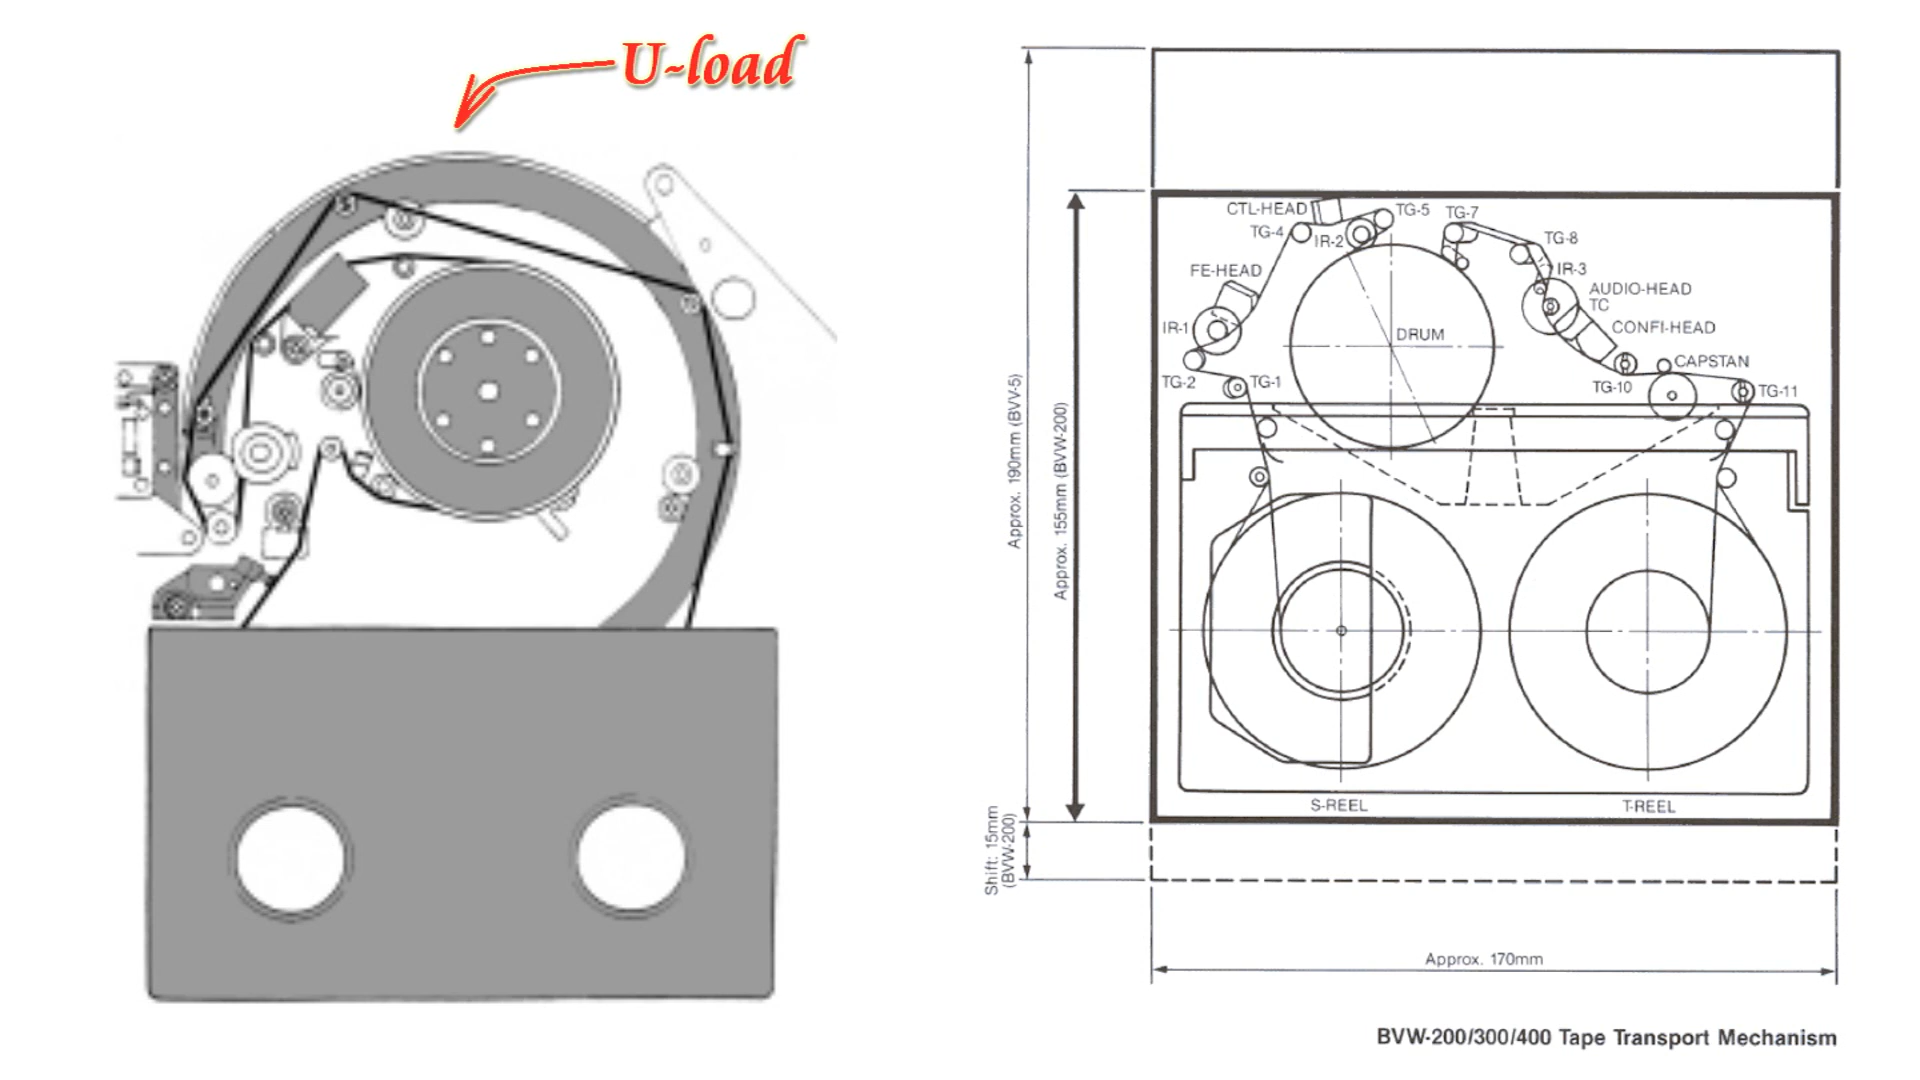 U-load
CTL-HEAD
TG-5
TG-7
TG-4
IR-2
TG-8
FE-HEAD
IR-3
AUDIO-HEAD
TC
IR-1
DRUM
CONFI-HEAD
CAPSTAN
TG-2
TG-1
TG-10
TG-11
Approx. 190mm (BVV-5)
Approx. 155mm (BVW-200)
S-REEL
T-REEL
Shift: 15mm
(BVW-200)
Approx. 170mm
BVW-200/300/400 Tape Transport Mechanism